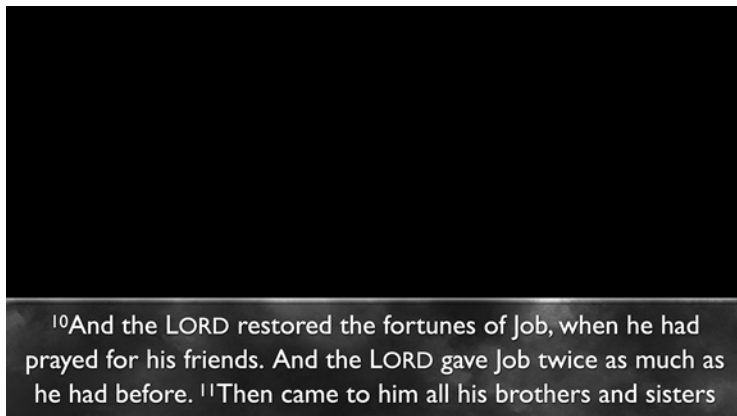 ¹⁰And the LORD restored the fortunes of Job, when he had
prayed for his friends. And the LORD gave Job twice as much as
he had before. ¹¹Then came to him all his brothers and sisters